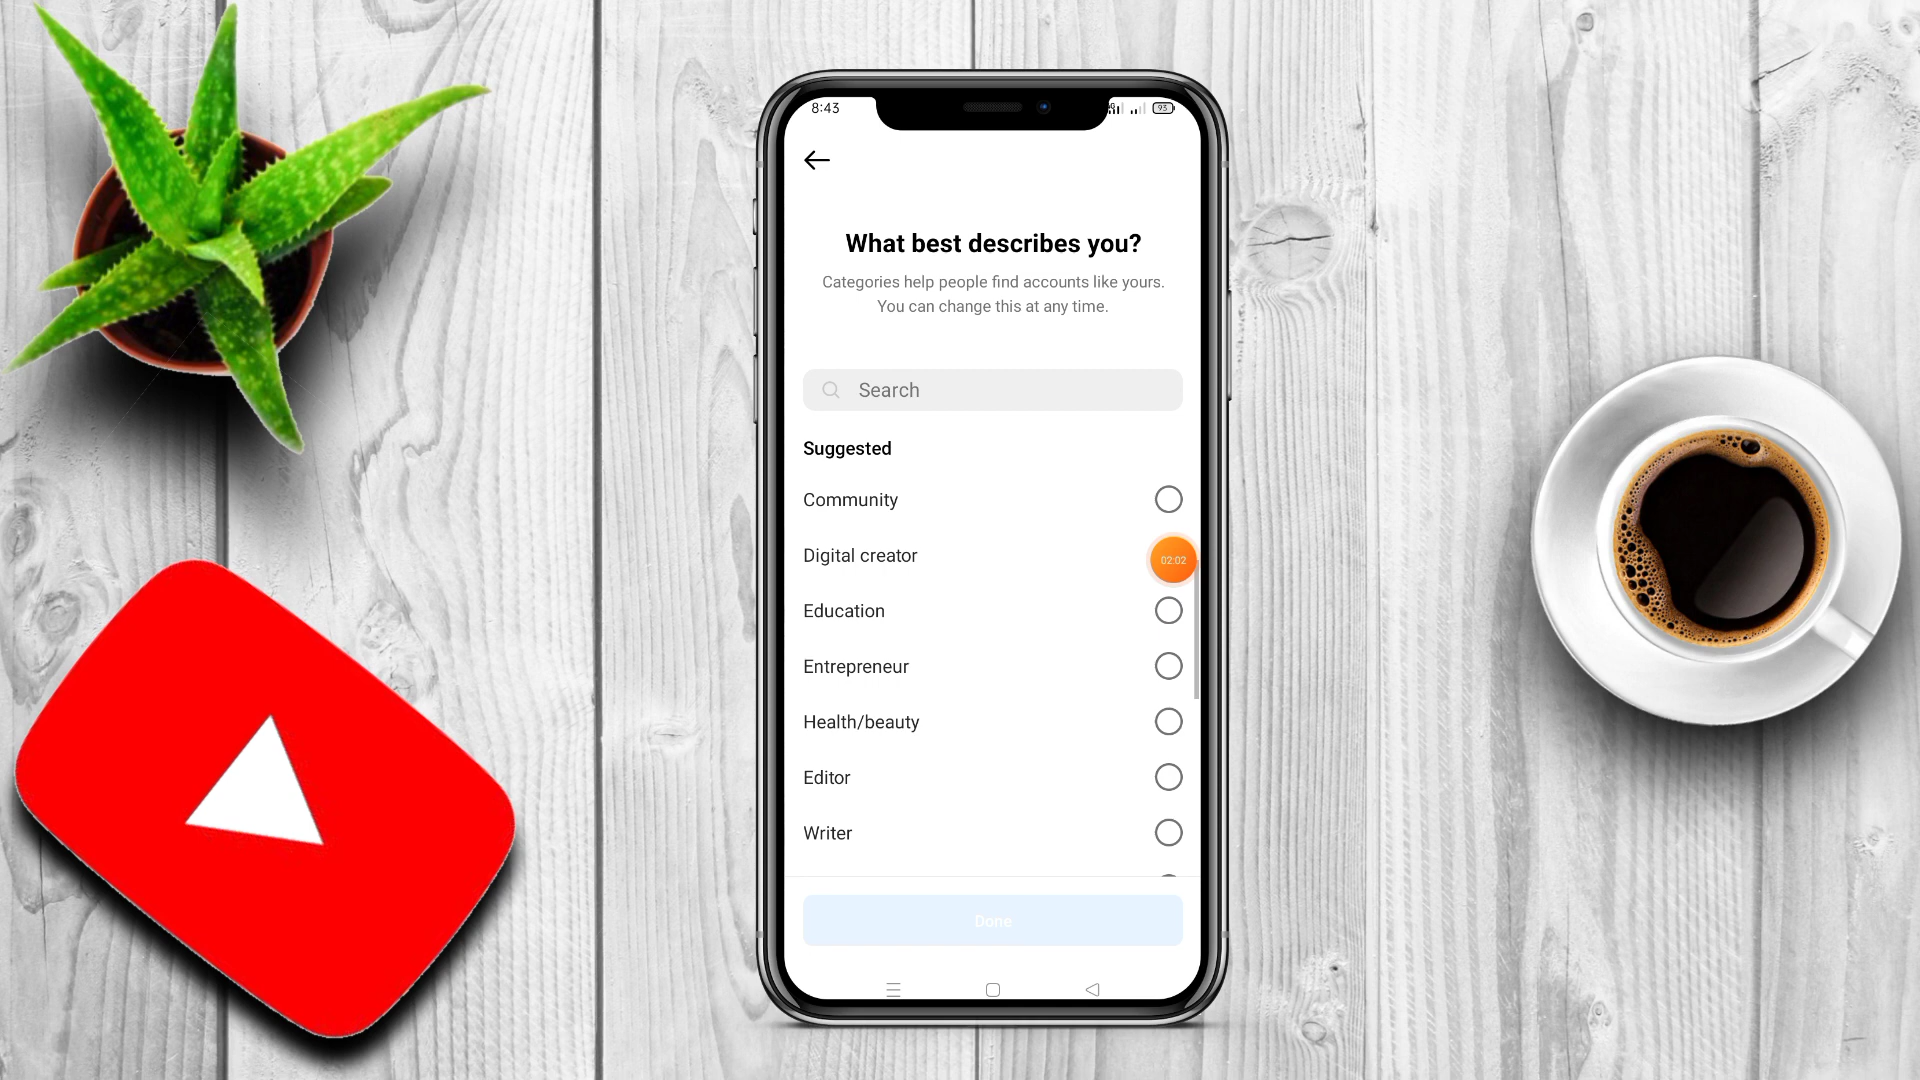 8:43
93
What best describes you?
Categories help people find accounts like yours.
You can change this at any time.
Search
Suggested
Community
Digital creator
02:02
Education
Entrepreneur
Health/beauty
Editor
Writer
Done